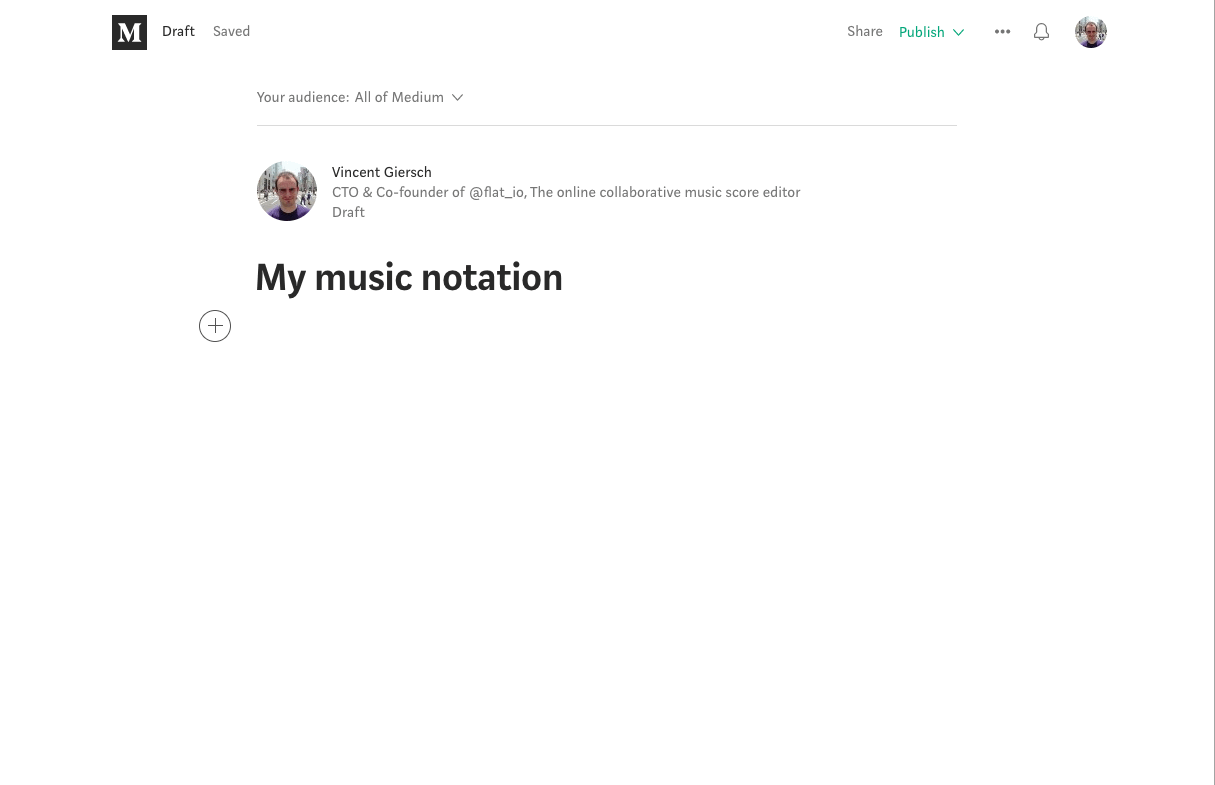 M Draft Saved Share Publish
Your audience: All of Medium
Vincent Giersch
CTO & Co-founder of @flat_io, The online collaborative music score editor
Draft
My music notation